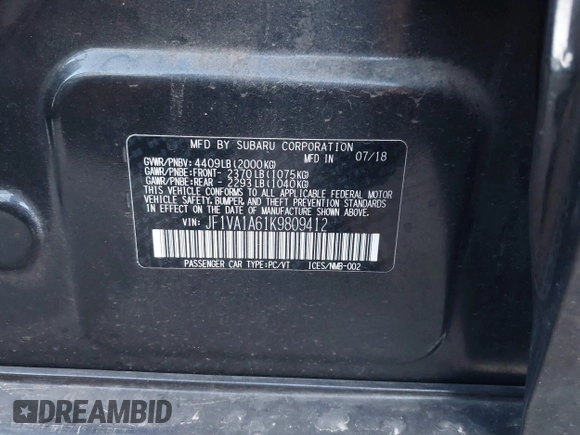 MFD BY SUBARU CORPORATION
GVWR/PNBV: 4409LB(2000KG) MFD IN 07/18
GAWR/PNBE:FRONT- 2370LB(1075KG)
GAWR/PNBE:REAR - 2293LB(1040KG)
THIS VEHICLE CONFORMS TO ALL APPLICABLE FEDERAL MOTOR
VEHICLE SAFETY, BUMPER, AND THEFT PREVENTION STANDARDS
IN EFFECT ON THE DATE OF MANUFACTURE SHOWN ABOVE.
VIN: JF1VA1A61K9809412
PASSENGER CAR TYPE:PC/VT ICES/NMB-002
DREAMBID